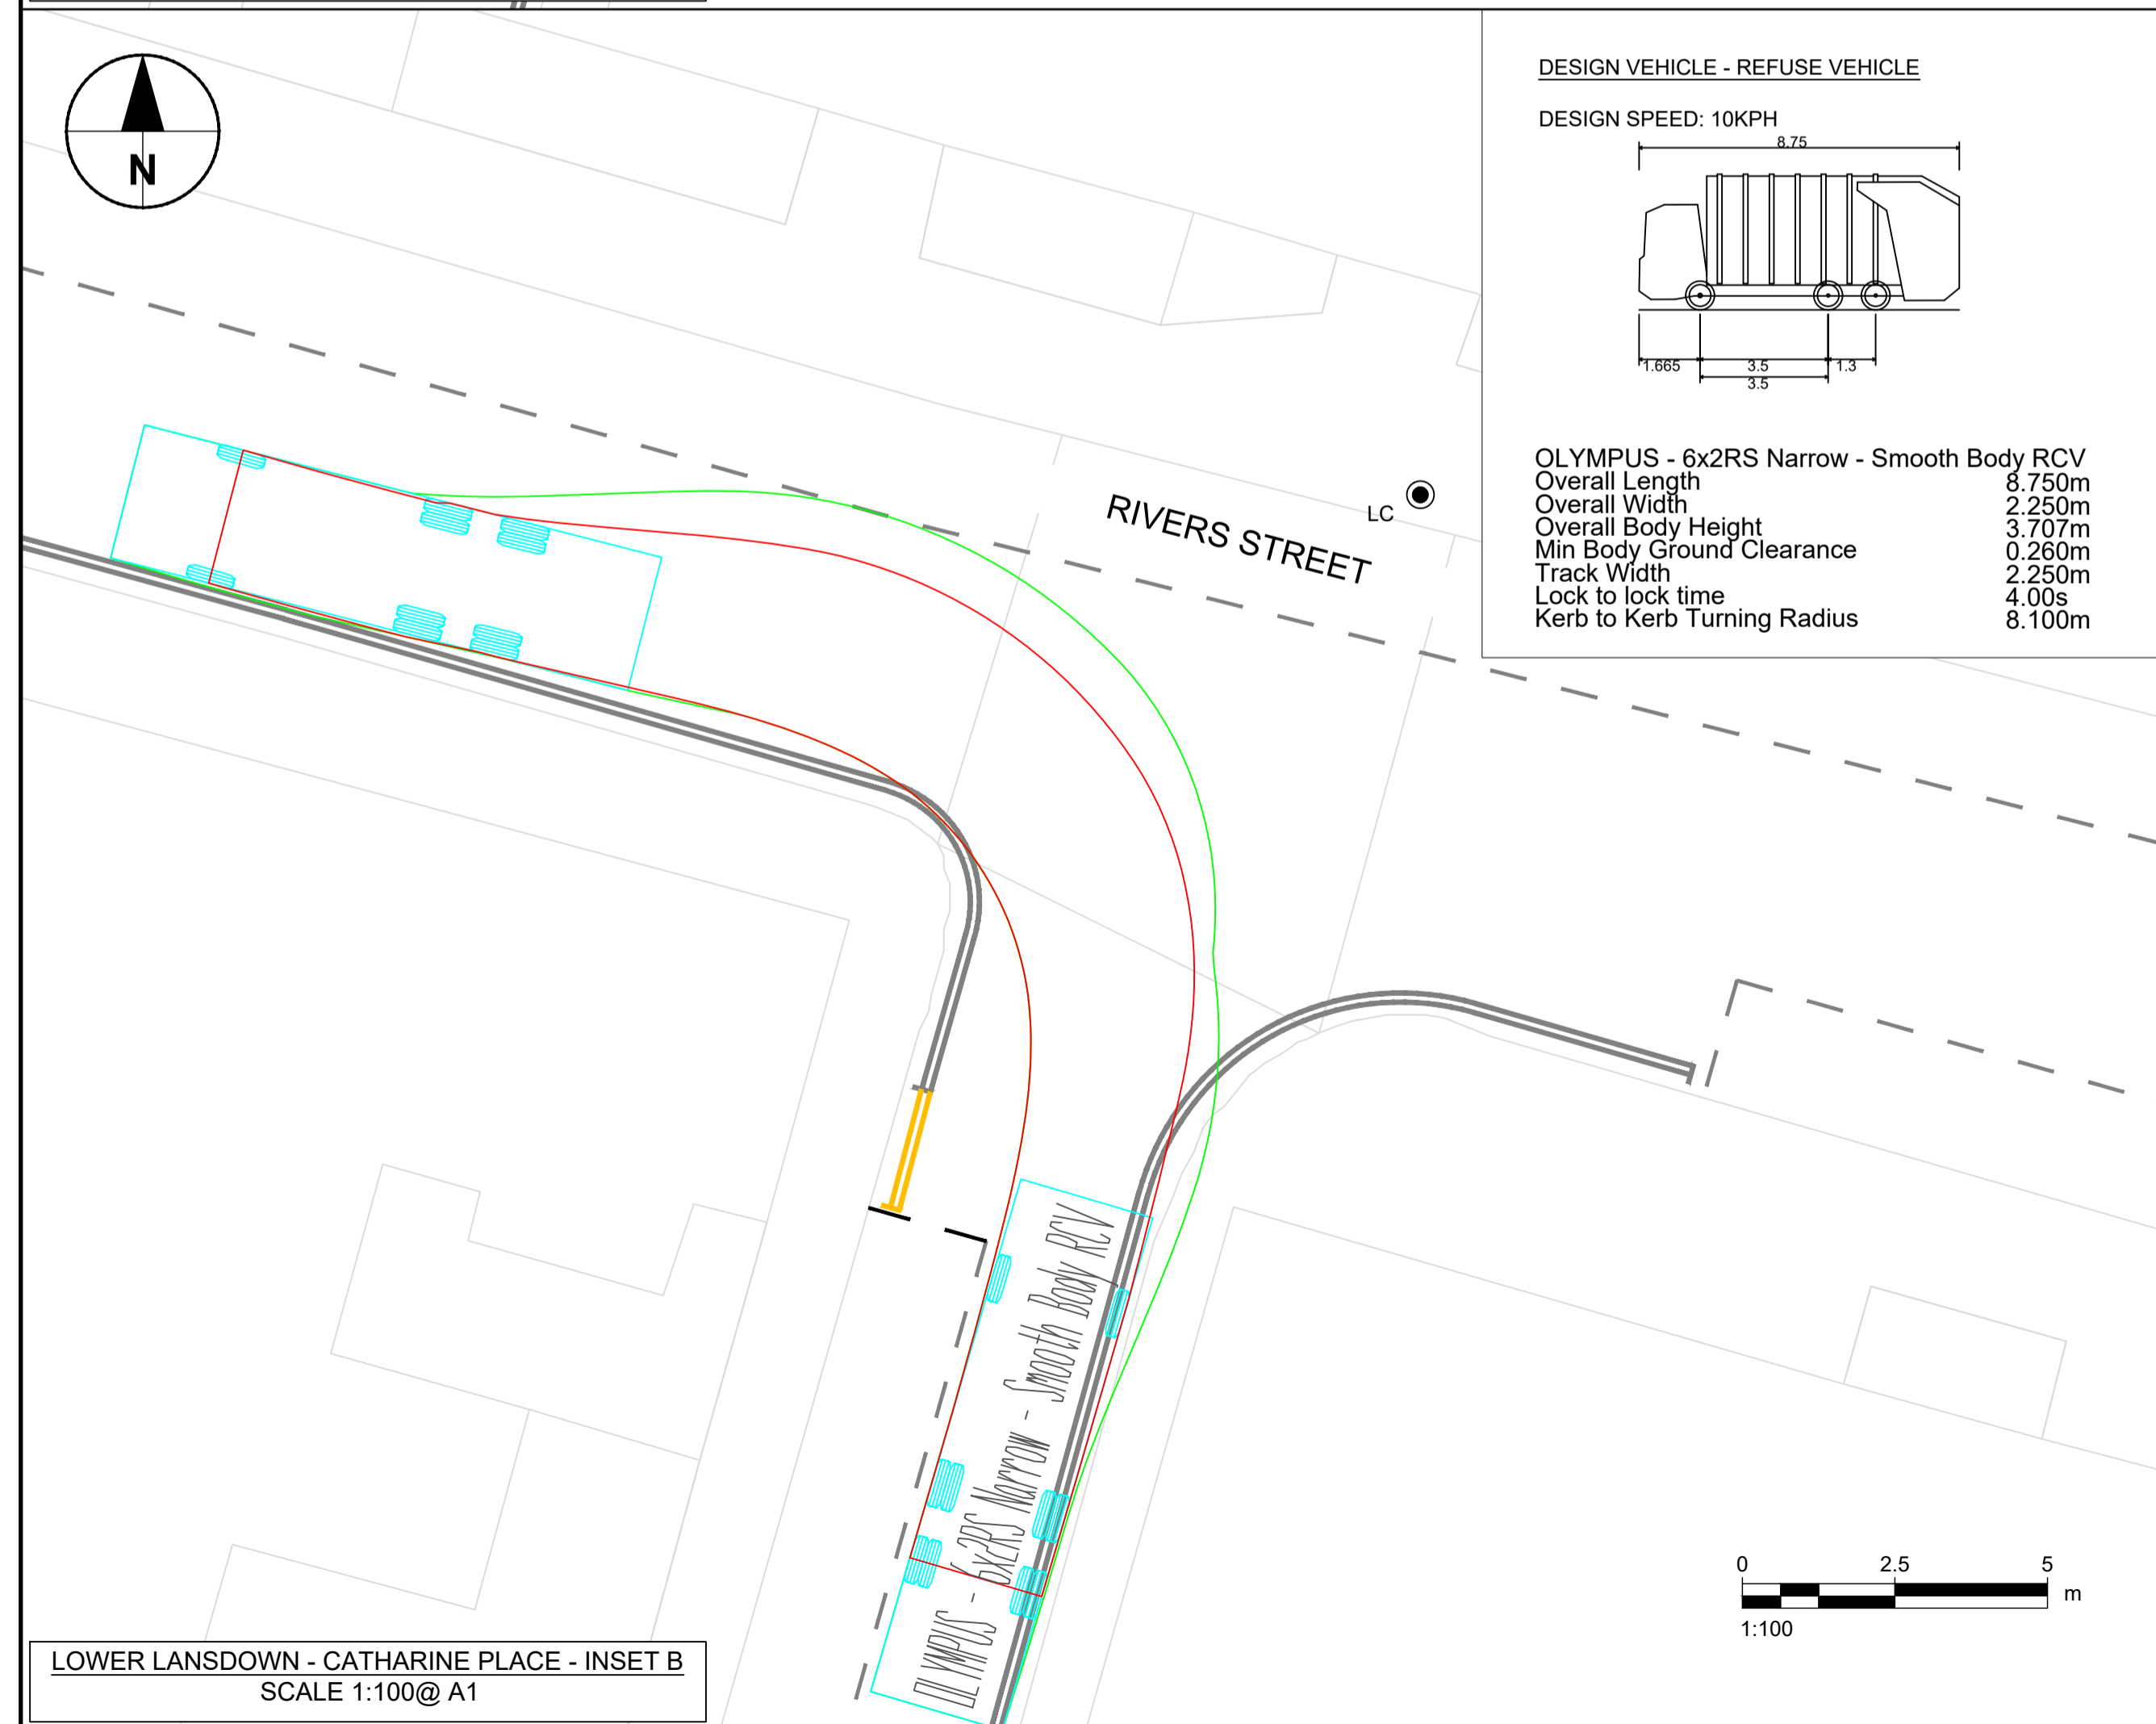 N
DESIGN VEHICLE - REFUSE VEHICLE
DESIGN SPEED: 10KPH
8.75
1.665 3.5 1.3
3.5
OLYMPUS - 6x2RS Narrow - Smooth Body RCV
Overall Length 8.750m
Overall Width 2.250m
Overall Body Height 3.707m
Min Body Ground Clearance 0.260m
Track Width 2.250m
Lock to lock time 4.00s
Kerb to Kerb Turning Radius 8.100m
LC
RIVERS STREET
OLYMPUS - 6x2RS Narrow - Smooth Body RCV
0 2.5 5
m
1:100
LOWER LANSDOWN - CATHARINE PLACE - INSET B
SCALE 1:100@ A1